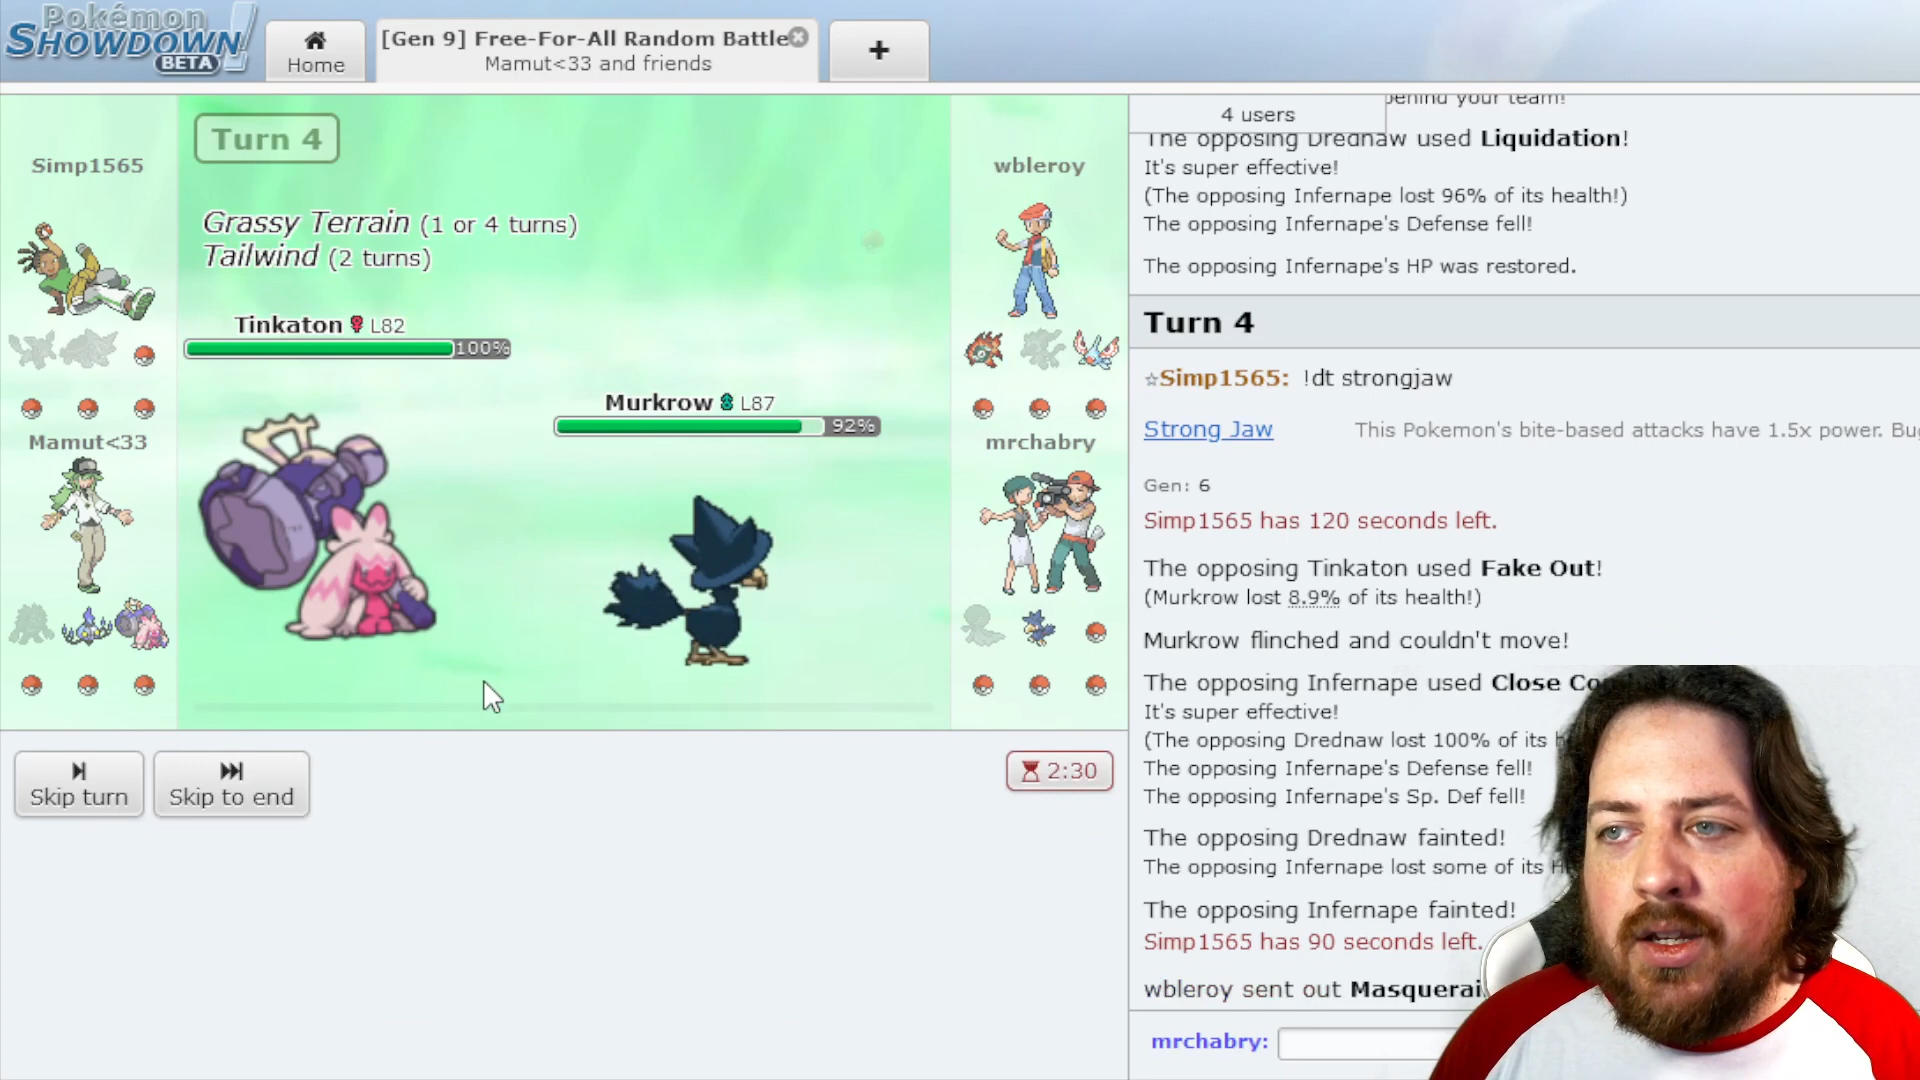 Pokémon
SHOWDOWN!
BETA
Home
[Gen 9] Free-For-All Random Battle
Mamut<33 and friends
+
Simp1565
Mamut<33
Turn 4
Grassy Terrain (1 or 4 turns)
Tailwind (2 turns)
Tinkaton L82
100%
Murkrow L87
92%
wbleroy
mrchabry
Skip turn
Skip to end
2:30
4 users
behind your team!
The opposing Drednaw used Liquidation!
It's super effective!
(The opposing Infernape lost 96% of its health!)
The opposing Infernape's Defense fell!
The opposing Infernape's HP was restored.
Turn 4
☆Simp1565: !dt strongjaw
Strong Jaw This Pokemon's bite-based attacks have 1.5x power.
Gen: 6
Simp1565 has 120 seconds left.
The opposing Tinkaton used Fake Out!
(Murkrow lost 8.9% of its health!)
Murkrow flinched and couldn't move!
The opposing Infernape used Close
It's super effective!
(The opposing Drednaw lost 100% of its
The opposing Infernape's Defense fell!
The opposing Infernape's Sp. Def fell!
The opposing Drednaw fainted!
The opposing Infernape lost some of its
The opposing Infernape fainted!
Simp1565 has 90 seconds left.
wbleroy sent out Masquerai
mrchabry: